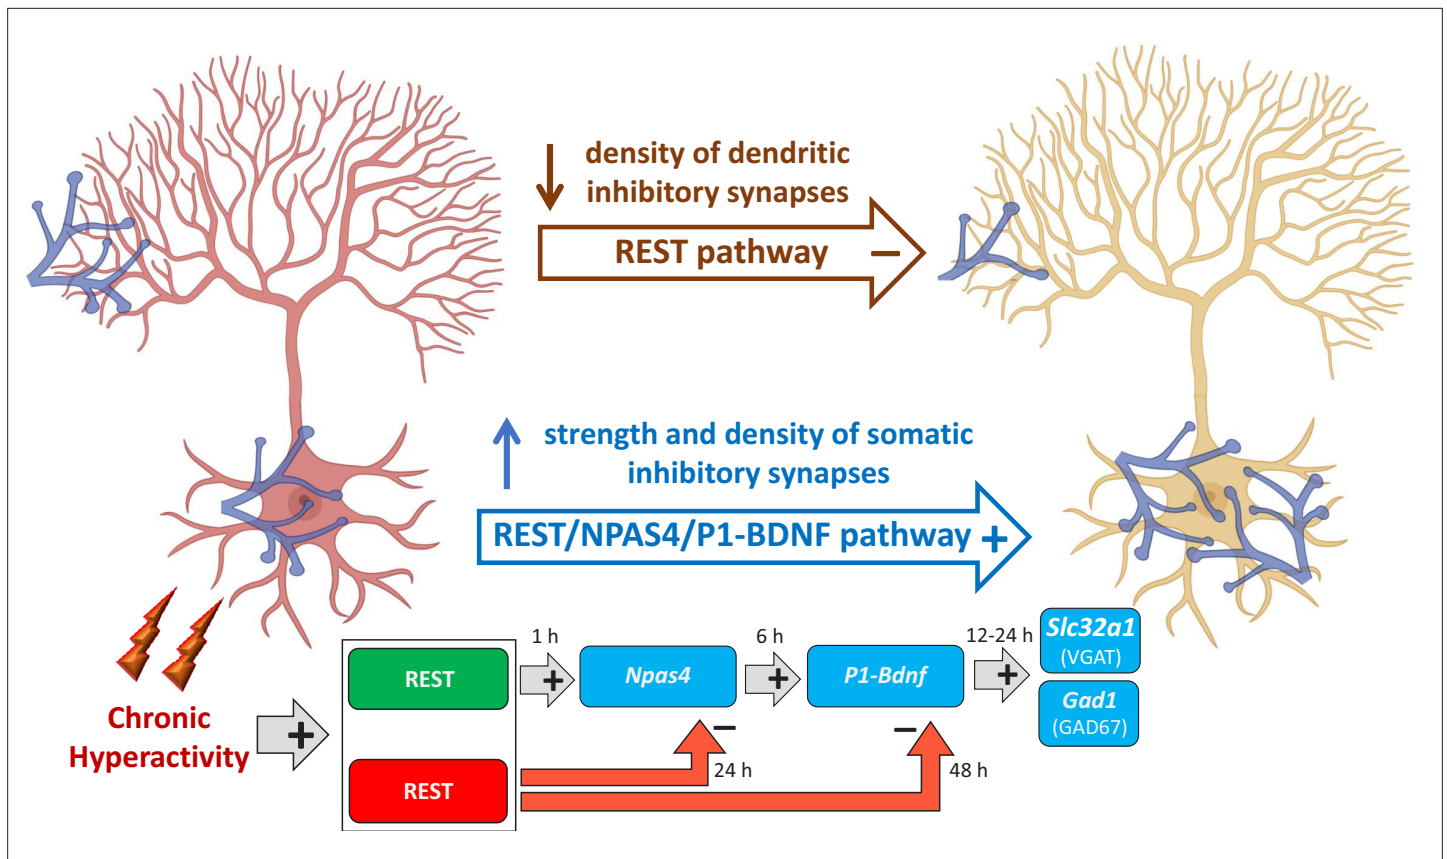 density of dendritic
inhibitory synapses
REST pathway −
strength and density of somatic
inhibitory synapses
REST/NPAS4/P1-BDNF pathway +
Chronic
Hyperactivity
+
REST
REST
1 h
+
Npas4
6 h
+
P1-Bdnf
12-24 h
+
Slc32a1
(VGAT)
Gad1
(GAD67)
−
24 h
−
48 h